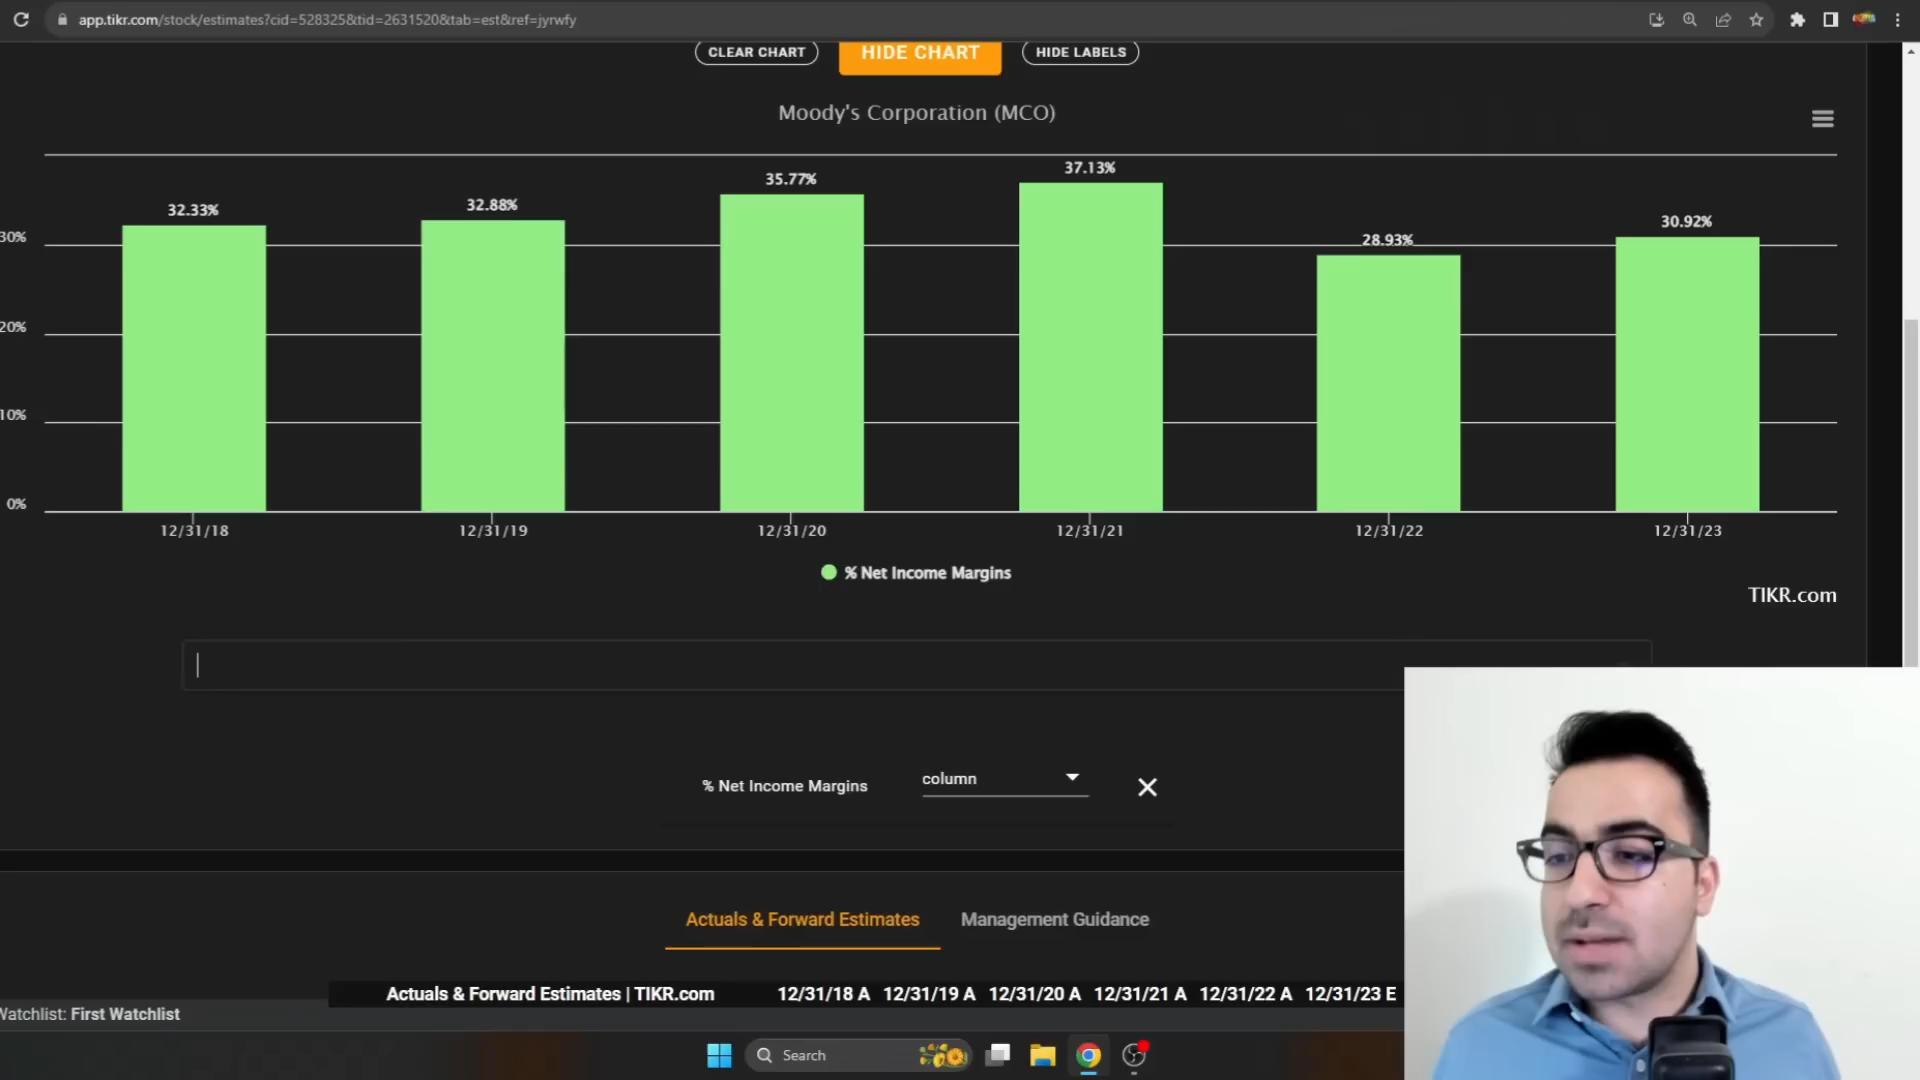 app.tikr.com/stock/estimates?cid=528325&tid=2631520&tab=est&ref=jyrwfy
CLEAR CHART
HIDE CHART
HIDE LABELS
Moody's Corporation (MCO)
32.33%
32.88%
35.77%
37.13%
28.93%
30.92%
30%
20%
10%
0%
12/31/18
12/31/19
12/31/20
12/31/21
12/31/22
12/31/23
% Net Income Margins
TIKR.com
% Net Income Margins
column
Actuals & Forward Estimates
Management Guidance
Actuals & Forward Estimates | TIKR.com
12/31/18 A
12/31/19 A
12/31/20 A
12/31/21 A
12/31/22 A
12/31/23 E
Watchlist: First Watchlist
Search